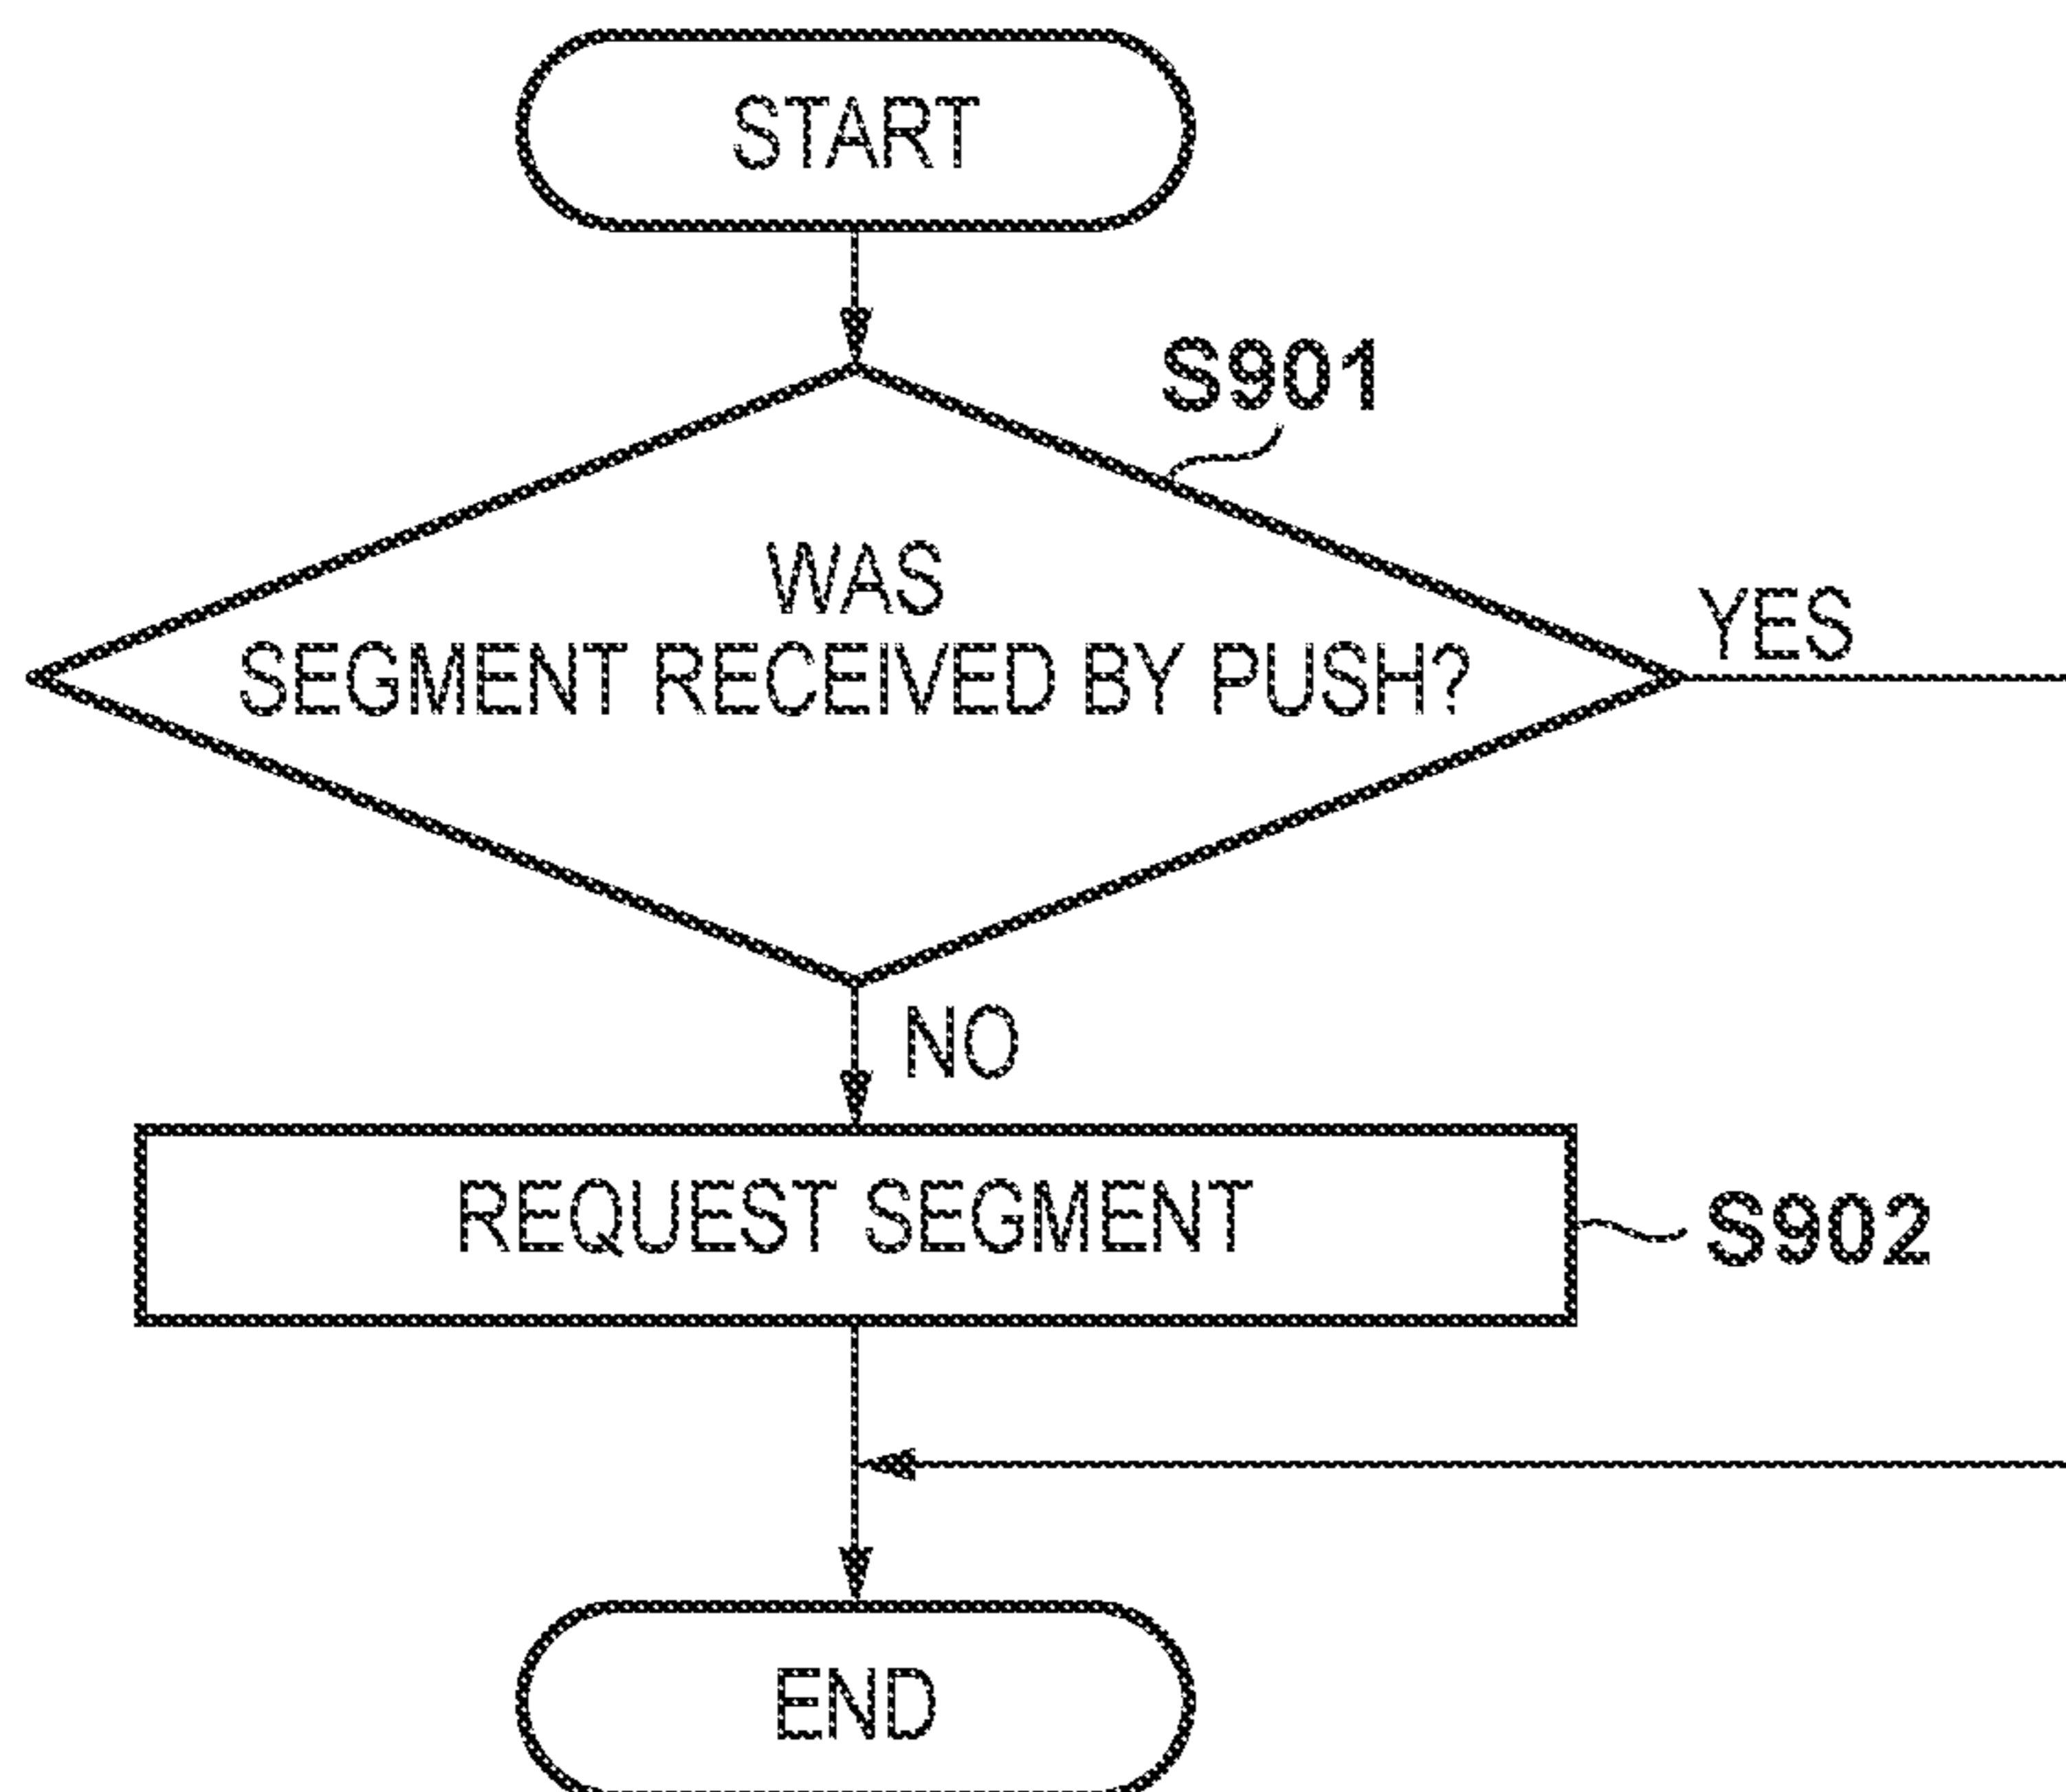 START
S901
WAS
SEGMENT RECEIVED BY PUSH?
YES
NO
REQUEST SEGMENT
S902
END